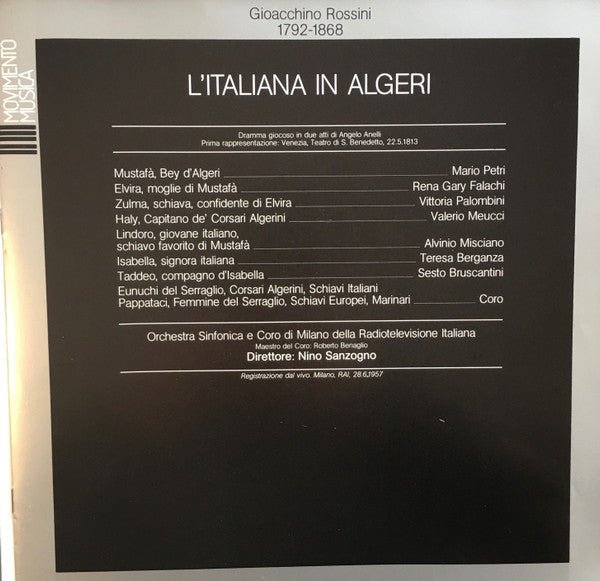 Gioacchino Rossini
1792-1868
MOVIMENTO
MUSICA
L'ITALIANA IN ALGERI
Dramma giocoso in due atti di Angelo Anelli
Prima rappresentazione: Venezia, Teatro di S. Benedetto, 22.5.1813
Mustafà, Bey d'Algeri Mario Petri
Elvira, moglie di Mustafà Rena Gary Falachi
Zulma, schiava, confidente di Elvira Vittoria Palombini
Haly, Capitano de' Corsari Algerini Valerio Meucci
Lindoro, giovane italiano,
schiavo favorito di Mustafà Alvinio Misciano
Isabella, signora italiana Teresa Berganza
Taddeo, compagno d'Isabella Sesto Bruscantini
Eunuchi del Serraglio, Corsari Algerini, Schiavi Italiani
Pappataci, Femmine del Serraglio, Schiavi Europei, Marinari Coro
Orchestra Sinfonica e Coro di Milano della Radiotelevisione Italiana
Maestro del Coro: Roberto Benaglio
Direttore: Nino Sanzogno
Registrazione dal vivo. Milano, RAI, 28.6.1957